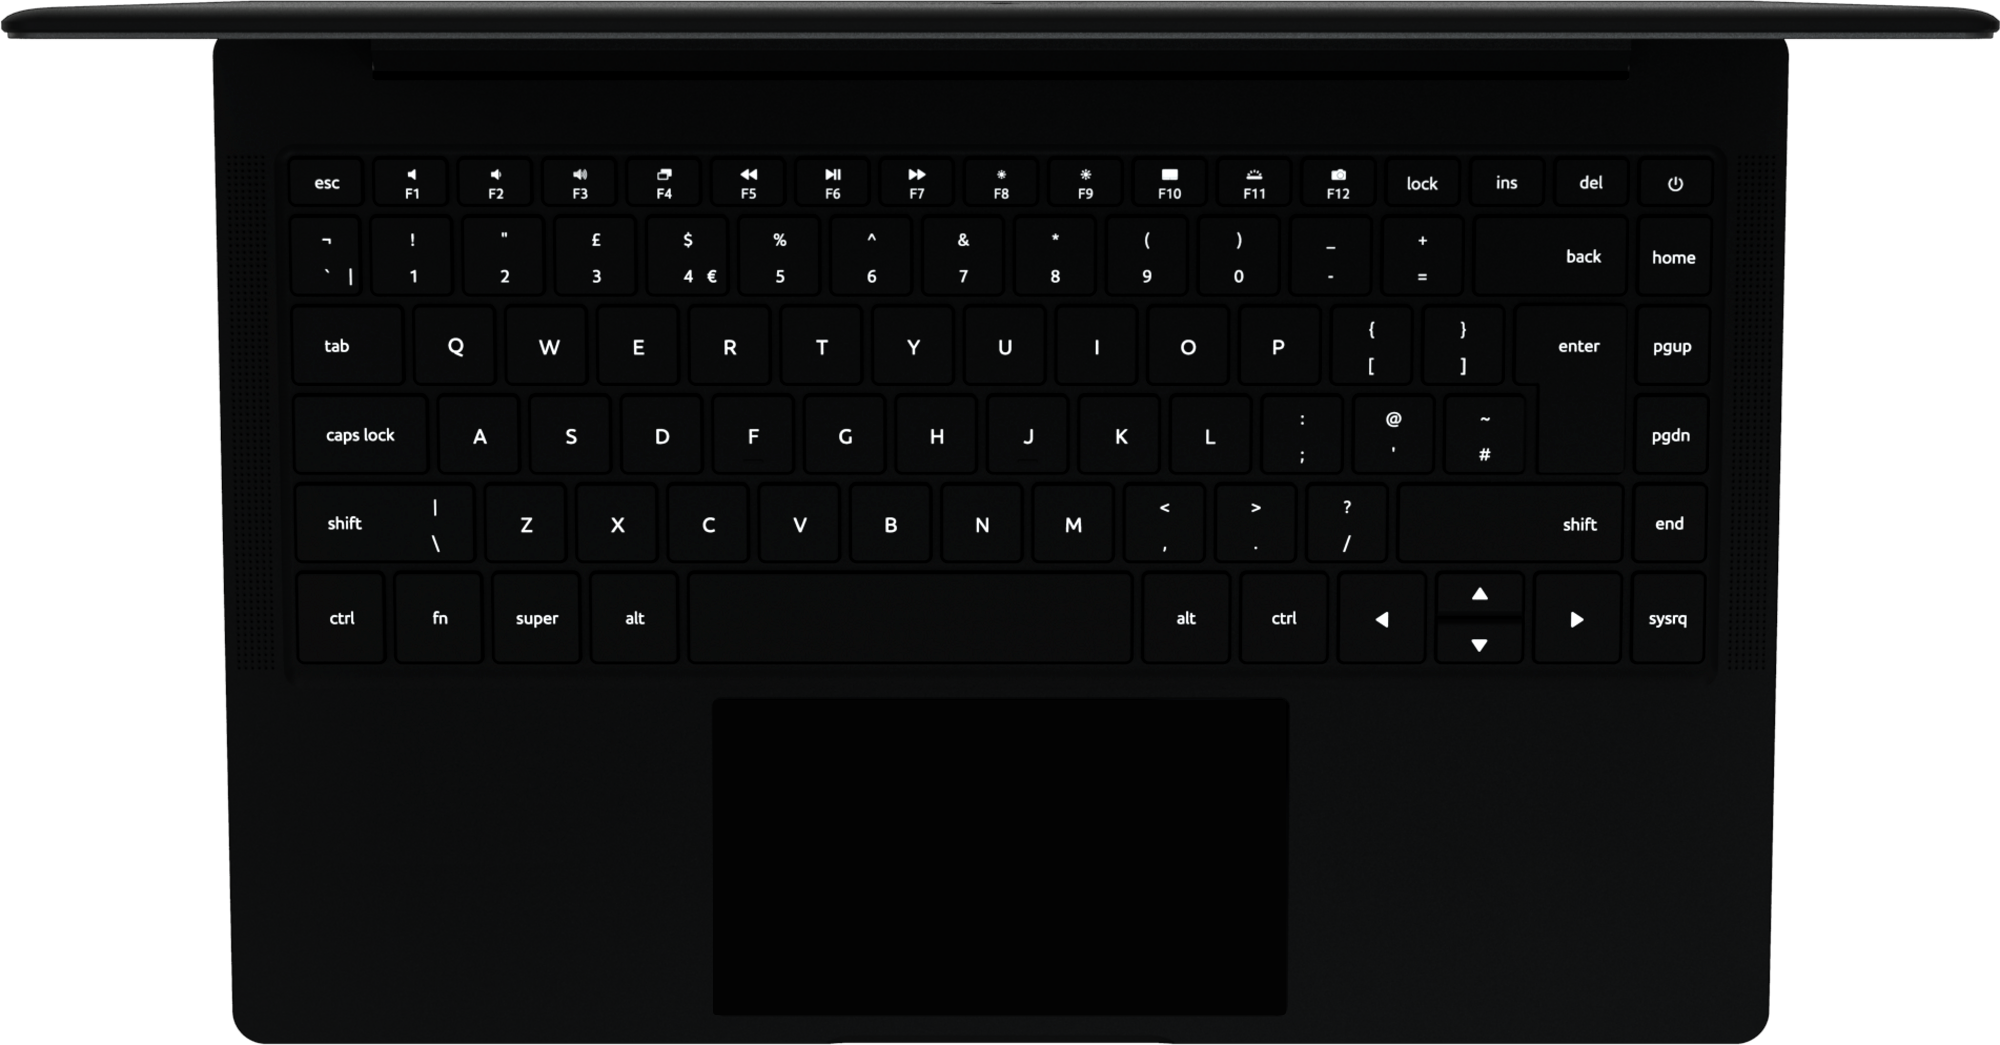 esc F1 F2 F3 F4 F5 F6 F7 F8 F9 F10 F11 F12 lock ins del
¬ ! " £ $ % ^ & * ( ) _ +
` | 1 2 3 4 € 5 6 7 8 9 0 - = back home
tab Q W E R T Y U I O P { [ } ] enter pgup
caps lock A S D F G H J K L : ; @ ' ~ # pgdn
shift | \ Z X C V B N M < , > . ? / shift end
ctrl fn super alt alt ctrl sysrq